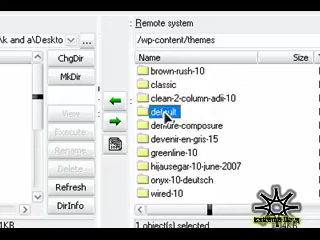 Remote system
\k and a\Deskto
/wp-content/themes
ChgDir
MkDir
View
Execute
Rename
Delete
Refresh
DirInfo
Name
Size
brown-rush-10
classic
clean-2-column-adii-10
default
demure-composure
devenir-en-gris-15
greenline-10
hijausegar-10-june-2007
onyx-10-deutsch
wired-10
1 object(s) selected